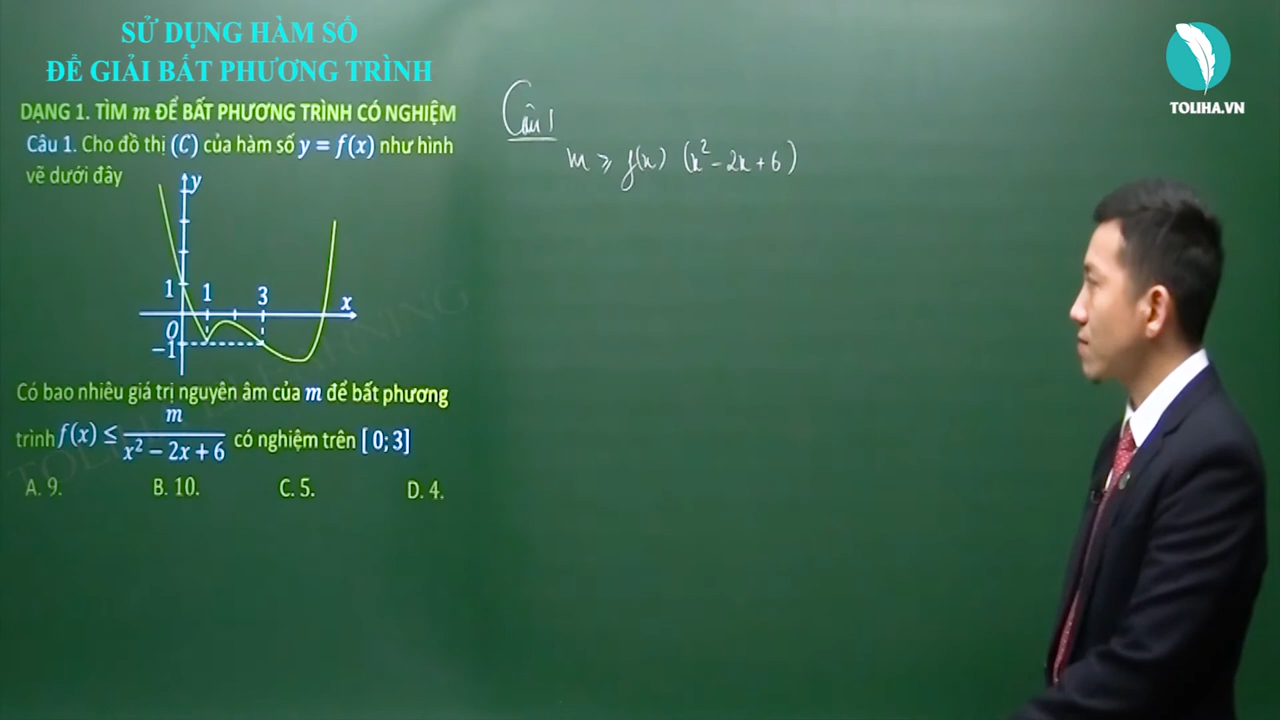 SỬ DỤNG HÀM SỐ
ĐỂ GIẢI BẤT PHƯƠNG TRÌNH
TOLIHA.VN
DẠNG 1. TÌM m ĐỂ BẤT PHƯƠNG TRÌNH CÓ NGHIỆM
Câu 1. Cho đồ thị (C) của hàm số y = f(x) như hình
vẽ dưới đây
y
1 1 3 x
O
−1
Có bao nhiêu giá trị nguyên âm của m để bất phương
trình f(x) ≤ m / (x² − 2x + 6) có nghiệm trên [ 0; 3]
A. 9. B. 10. C. 5. D. 4.
Câu 1
m ≥ f(x) (x² − 2x + 6)